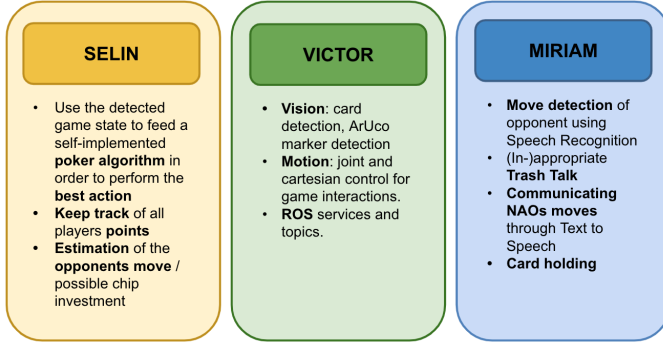 SELIN
• Use the detected
game state to feed a
self-implemented
poker algorithm in
order to perform the
best action
• Keep track of all
players points
• Estimation of the
opponents move /
possible chip
investment
VICTOR
• Vision: card
detection, ArUco
marker detection
• Motion: joint and
cartesian control for
game interactions.
• ROS services and
topics.
MIRIAM
• Move detection of
opponent using
Speech Recognition
• (In-)appropriate
Trash Talk
• Communicating
NAOs moves
through Text to
Speech
• Card holding